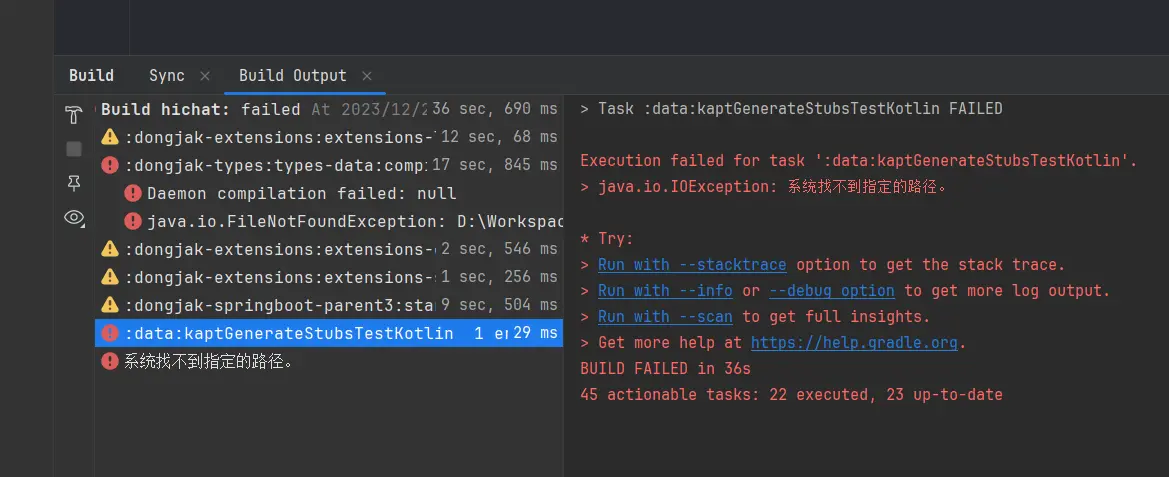 Build Sync × Build Output ×
Build hichat: failed At 2023/12/2 36 sec, 690 ms
:dongjak-extensions:extensions- 12 sec, 68 ms
:dongjak-types:types-data:comp 17 sec, 845 ms
Daemon compilation failed: null
java.io.FileNotFoundException: D:\Workspac
:dongjak-extensions:extensions- 2 sec, 546 ms
:dongjak-extensions:extensions- 1 sec, 256 ms
:dongjak-springboot-parent3:sta 9 sec, 504 ms
:data:kaptGenerateStubsTestKotlin 1 er 29 ms
系统找不到指定的路径。
> Task :data:kaptGenerateStubsTestKotlin FAILED
Execution failed for task ':data:kaptGenerateStubsTestKotlin'.
> java.io.IOException: 系统找不到指定的路径。
* Try:
> Run with --stacktrace option to get the stack trace.
> Run with --info or --debug option to get more log output.
> Run with --scan to get full insights.
> Get more help at https://help.gradle.org.
BUILD FAILED in 36s
45 actionable tasks: 22 executed, 23 up-to-date